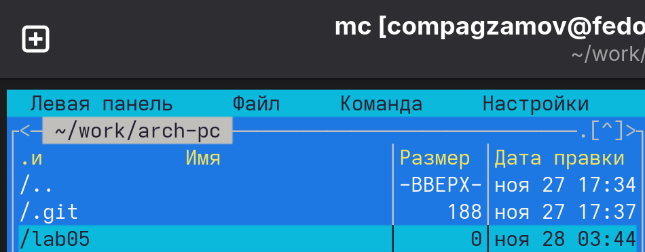 mc [compagzamov@fedo
~/work/
Левая панель Файл Команда Настройки
<─ ~/work/arch-pc ─.[^]>
.и Имя Размер Дата правки
/.. -ВВЕРХ- ноя 27 17:34
/.git 188 ноя 27 17:37
/lab05 0 ноя 28 03:44